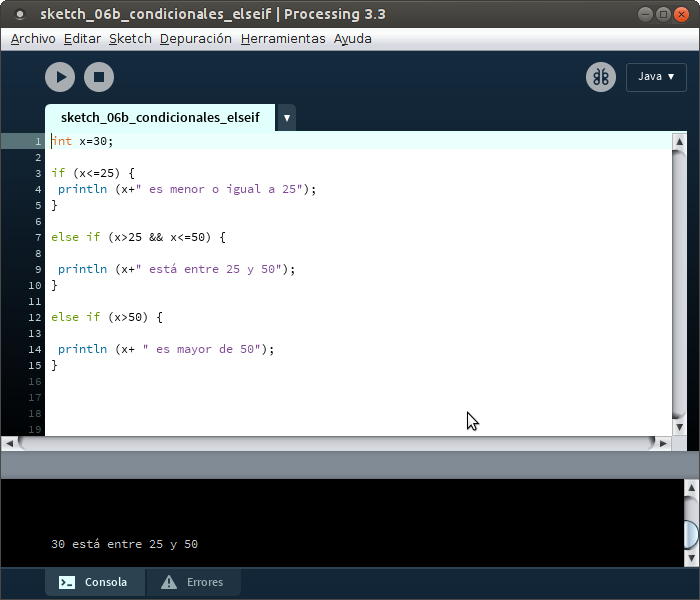 sketch_06b_condicionales_elseif | Processing 3.3
Archivo Editar Sketch Depuración Herramientas Ayuda
Java ▼
sketch_06b_condicionales_elseif ▼
1 int x=30;
2
3 if (x<=25) {
4 println (x+" es menor o igual a 25");
5 }
6
7 else if (x>25 && x<=50) {
8
9 println (x+" está entre 25 y 50");
10 }
11
12 else if (x>50) {
13
14 println (x+ " es mayor de 50");
15 }
16
17
18
19
30 está entre 25 y 50
Consola Errores